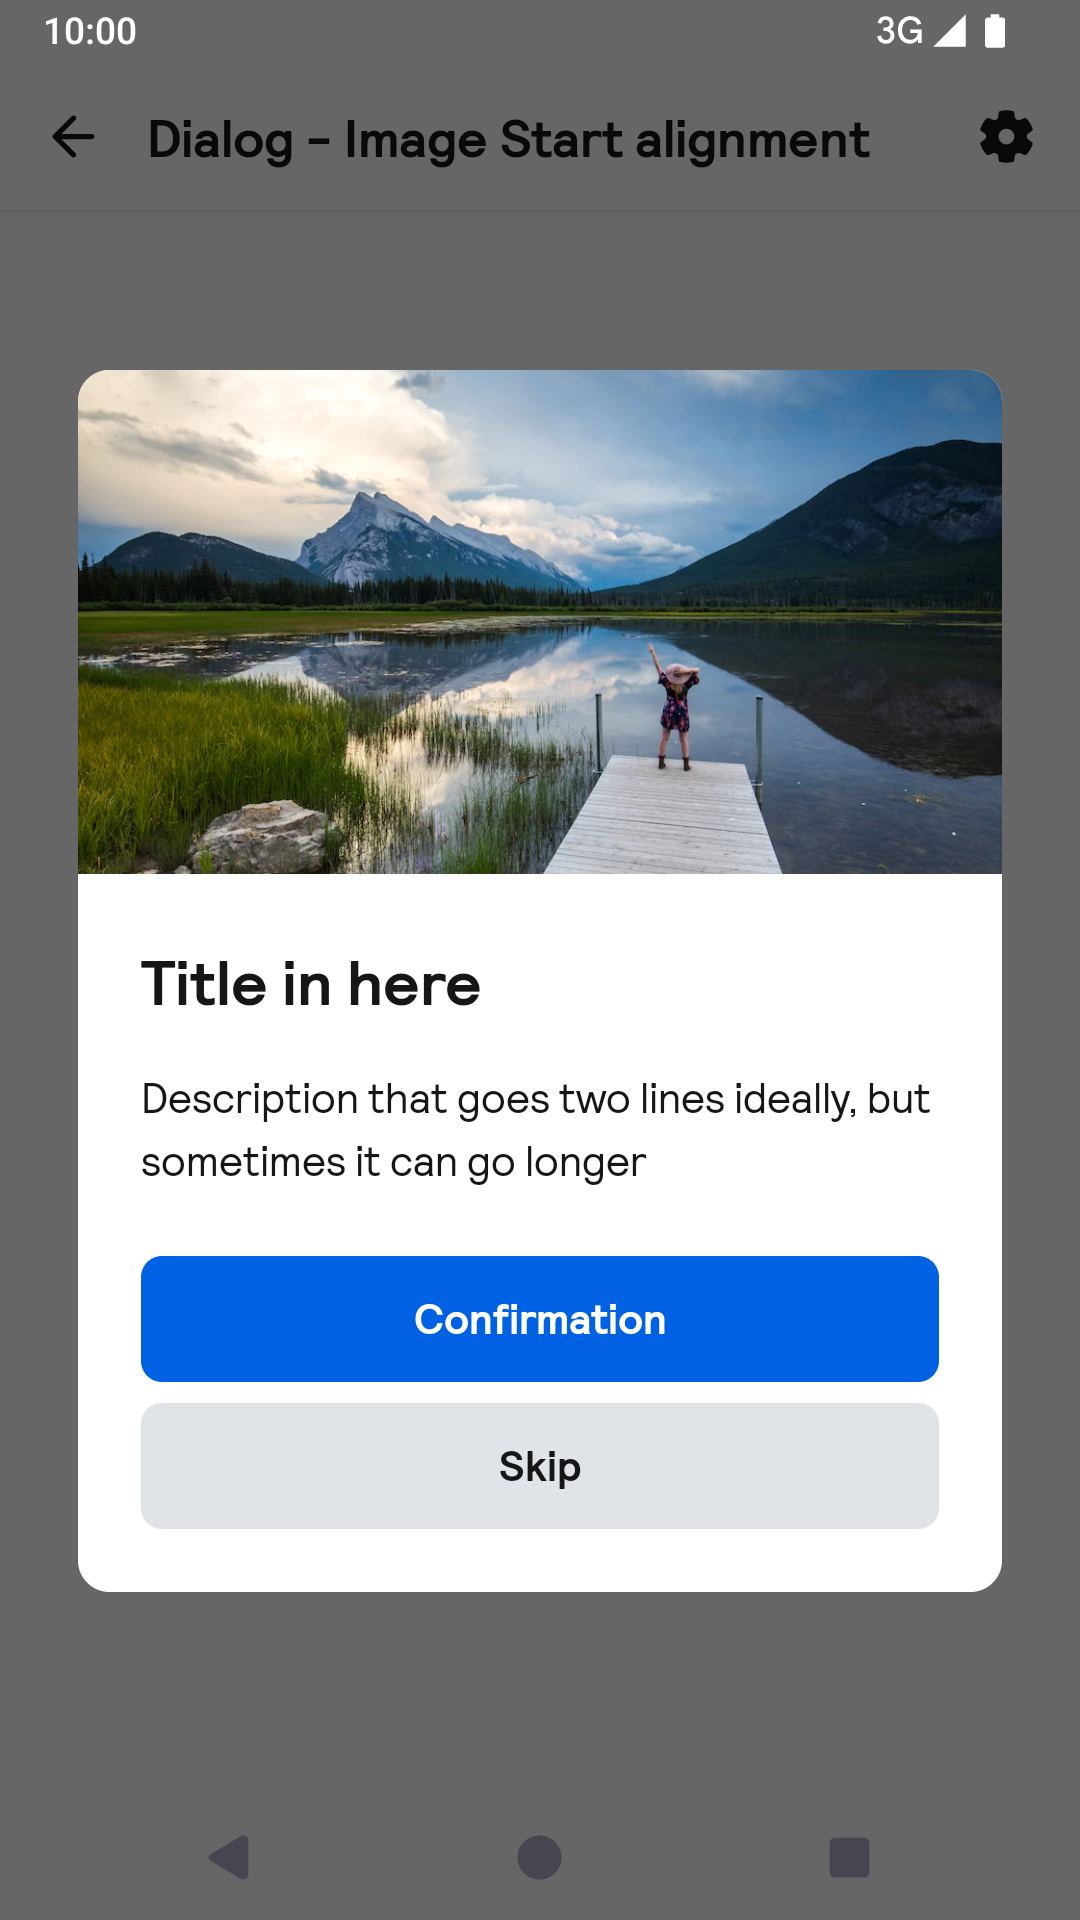 10:00
3G
Dialog - Image Start alignment
Title in here
Description that goes two lines ideally, but
sometimes it can go longer
Confirmation
Skip